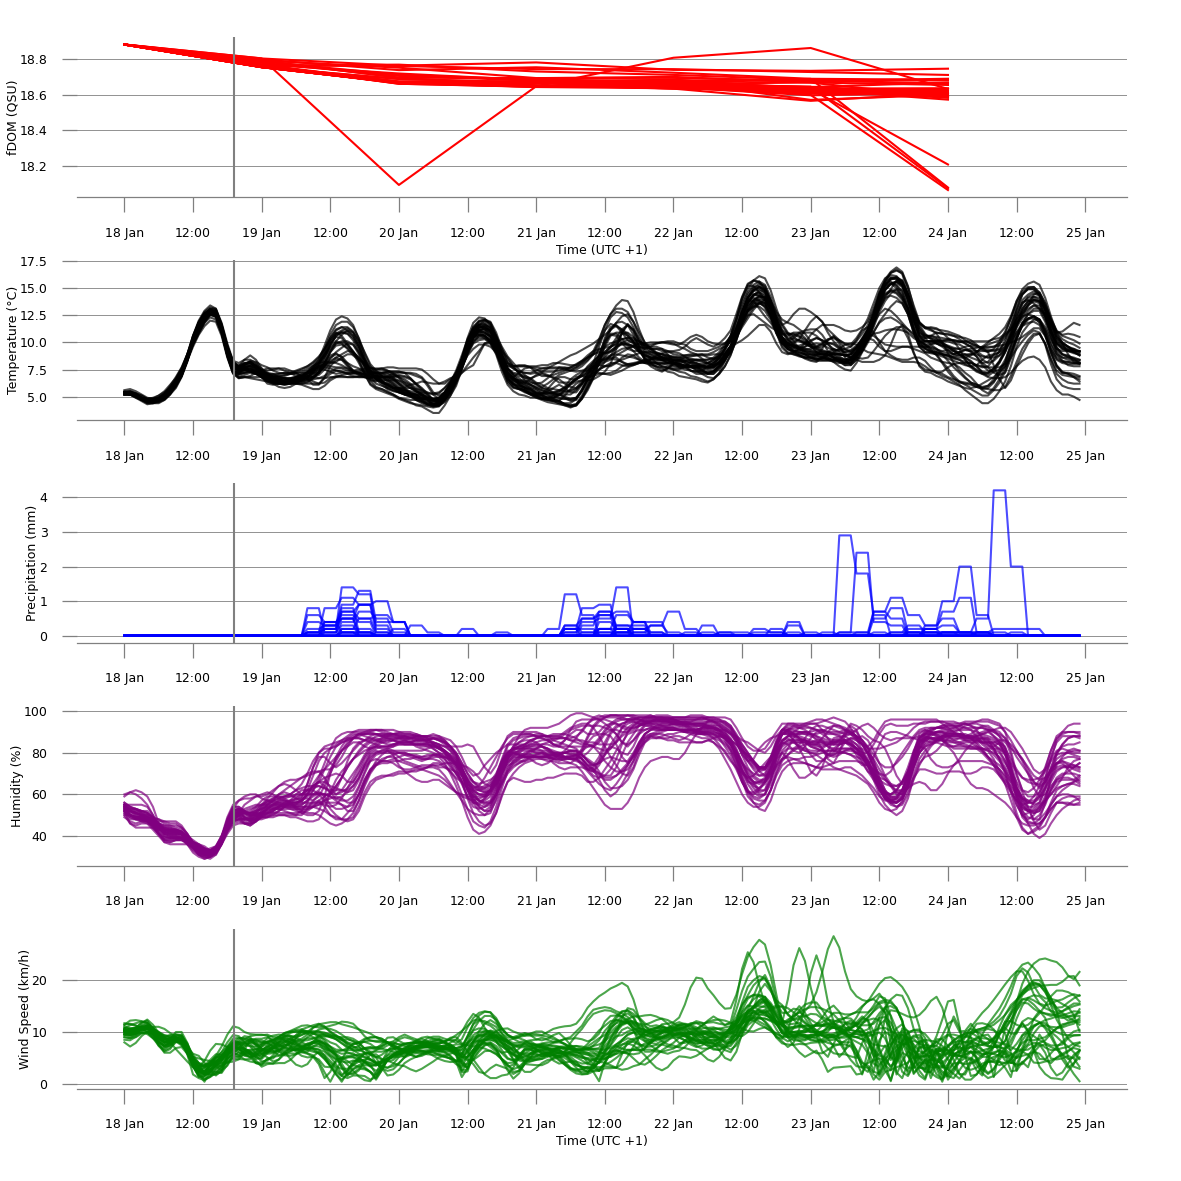 18.8
18.6
18.4
18.2
fDOM (QSU)
18 Jan 12:00 19 Jan 12:00 20 Jan 12:00 21 Jan 12:00 22 Jan 12:00 23 Jan 12:00 24 Jan 12:00 25 Jan
Time (UTC +1)
17.5
15.0
12.5
10.0
7.5
5.0
Temperature (°C)
18 Jan 12:00 19 Jan 12:00 20 Jan 12:00 21 Jan 12:00 22 Jan 12:00 23 Jan 12:00 24 Jan 12:00 25 Jan
4
3
2
1
0
Precipitation (mm)
18 Jan 12:00 19 Jan 12:00 20 Jan 12:00 21 Jan 12:00 22 Jan 12:00 23 Jan 12:00 24 Jan 12:00 25 Jan
100
80
60
40
Humidity (%)
18 Jan 12:00 19 Jan 12:00 20 Jan 12:00 21 Jan 12:00 22 Jan 12:00 23 Jan 12:00 24 Jan 12:00 25 Jan
20
10
0
Wind Speed (km/h)
18 Jan 12:00 19 Jan 12:00 20 Jan 12:00 21 Jan 12:00 22 Jan 12:00 23 Jan 12:00 24 Jan 12:00 25 Jan
Time (UTC +1)